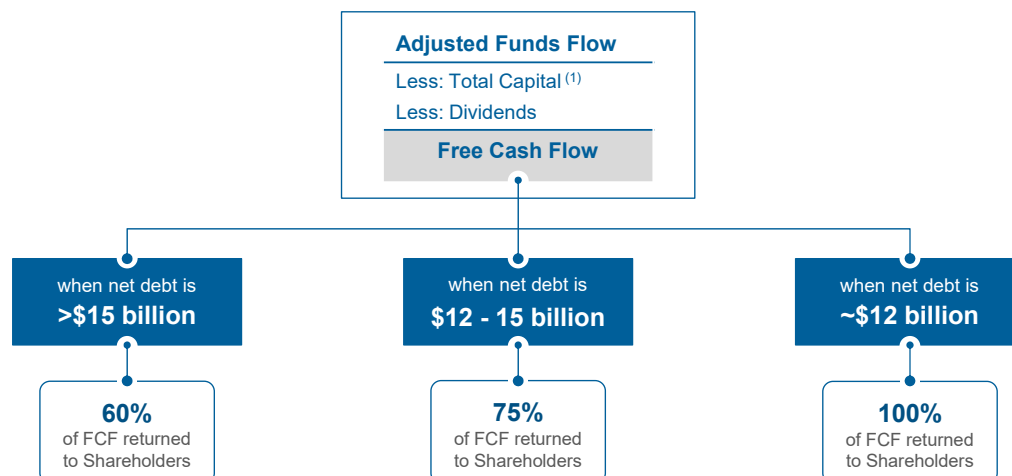 Adjusted Funds Flow
Less: Total Capital (1)
Less: Dividends
Free Cash Flow
when net debt is
>$15 billion
60%
of FCF returned
to Shareholders
when net debt is
$12 - 15 billion
75%
of FCF returned
to Shareholders
when net debt is
~$12 billion
100%
of FCF returned
to Shareholders